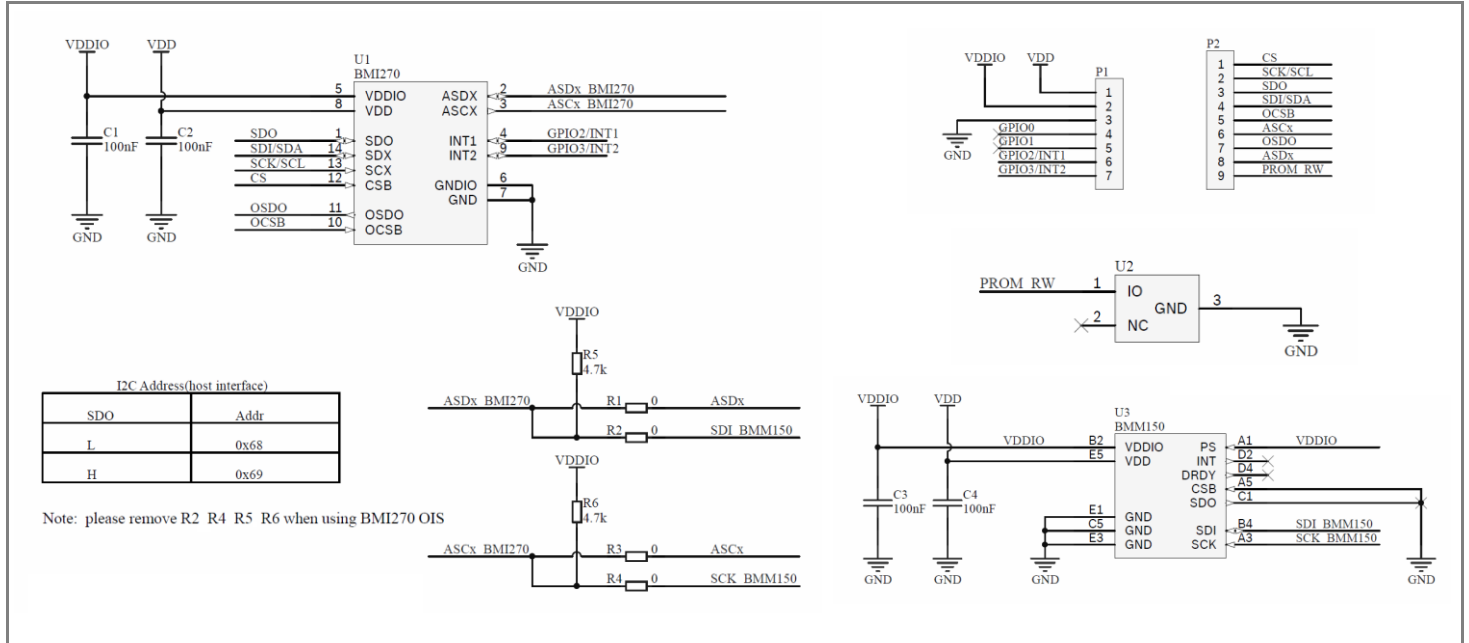 VDDIO VDD
U1
BMI270
5 VDDIO ASDX 2 ASDx_BMI270
8 VDD ASCX 3 ASCx_BMI270
C1
100nF
C2
100nF
SDO 1 SDO INT1 4 GPIO2/INT1
SDI/SDA 14 SDX INT2 9 GPIO3/INT2
SCK/SCL 13 SCX
CS 12 CSB GNDIO 6
GND 7
OSDO 11 OSDO
OCSB 10 OCSB
GND GND
GND
P1
VDDIO VDD
1
2
3
GND
GPIO0 4
GPIO1 5
GPIO2/INT1 6
GPIO3/INT2 7
P2
1 CS
2 SCK/SCL
3 SDO
4 SDI/SDA
5 OCSB
6 ASCx
7 OSDO
8 ASDx
9 PROM_RW
U2
PROM_RW 1 IO
GND 3
2 NC
GND
I2C Address(host interface)
SDO Addr
L 0x68
H 0x69
Note: please remove R2 R4 R5 R6 when using BMI270 OIS
VDDIO
R5
4.7k
ASDx_BMI270 R1 0 ASDx
R2 0 SDI_BMM150
VDDIO
R6
4.7k
ASCx_BMI270 R3 0 ASCx
R4 0 SCK_BMM150
VDDIO VDD
U3
BMM150
VDDIO B2 VDDIO PS A1 VDDIO
E5 VDD INT D2
DRDY D4
CSB A5
SDO C1
C3
100nF
C4
100nF
E1 GND
C5 GND SDI B4 SDI_BMM150
E3 GND SCK A3 SCK_BMM150
GND GND GND GND